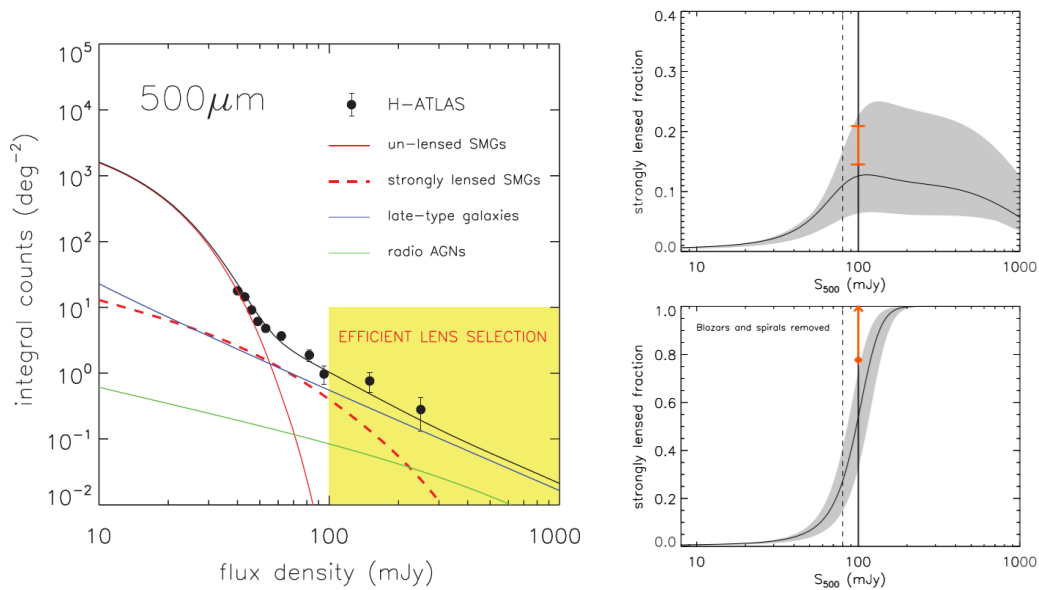 10⁵
10⁴
10³
10²
10¹
10⁰
10⁻¹
10⁻²
integral counts (deg⁻²)
500μm
H-ATLAS
un-lensed SMGs
strongly lensed SMGs
late-type galaxies
radio AGNs
EFFICIENT LENS SELECTION
10 100 1000
flux density (mJy)
0.4
0.3
0.2
0.1
0.0
strongly lensed fraction
10 100 1000
S₅₀₀ (mJy)
1.0
0.8
0.6
0.4
0.2
0.0
strongly lensed fraction
Blazars and spirals removed
10 100 1000
S₅₀₀ (mJy)